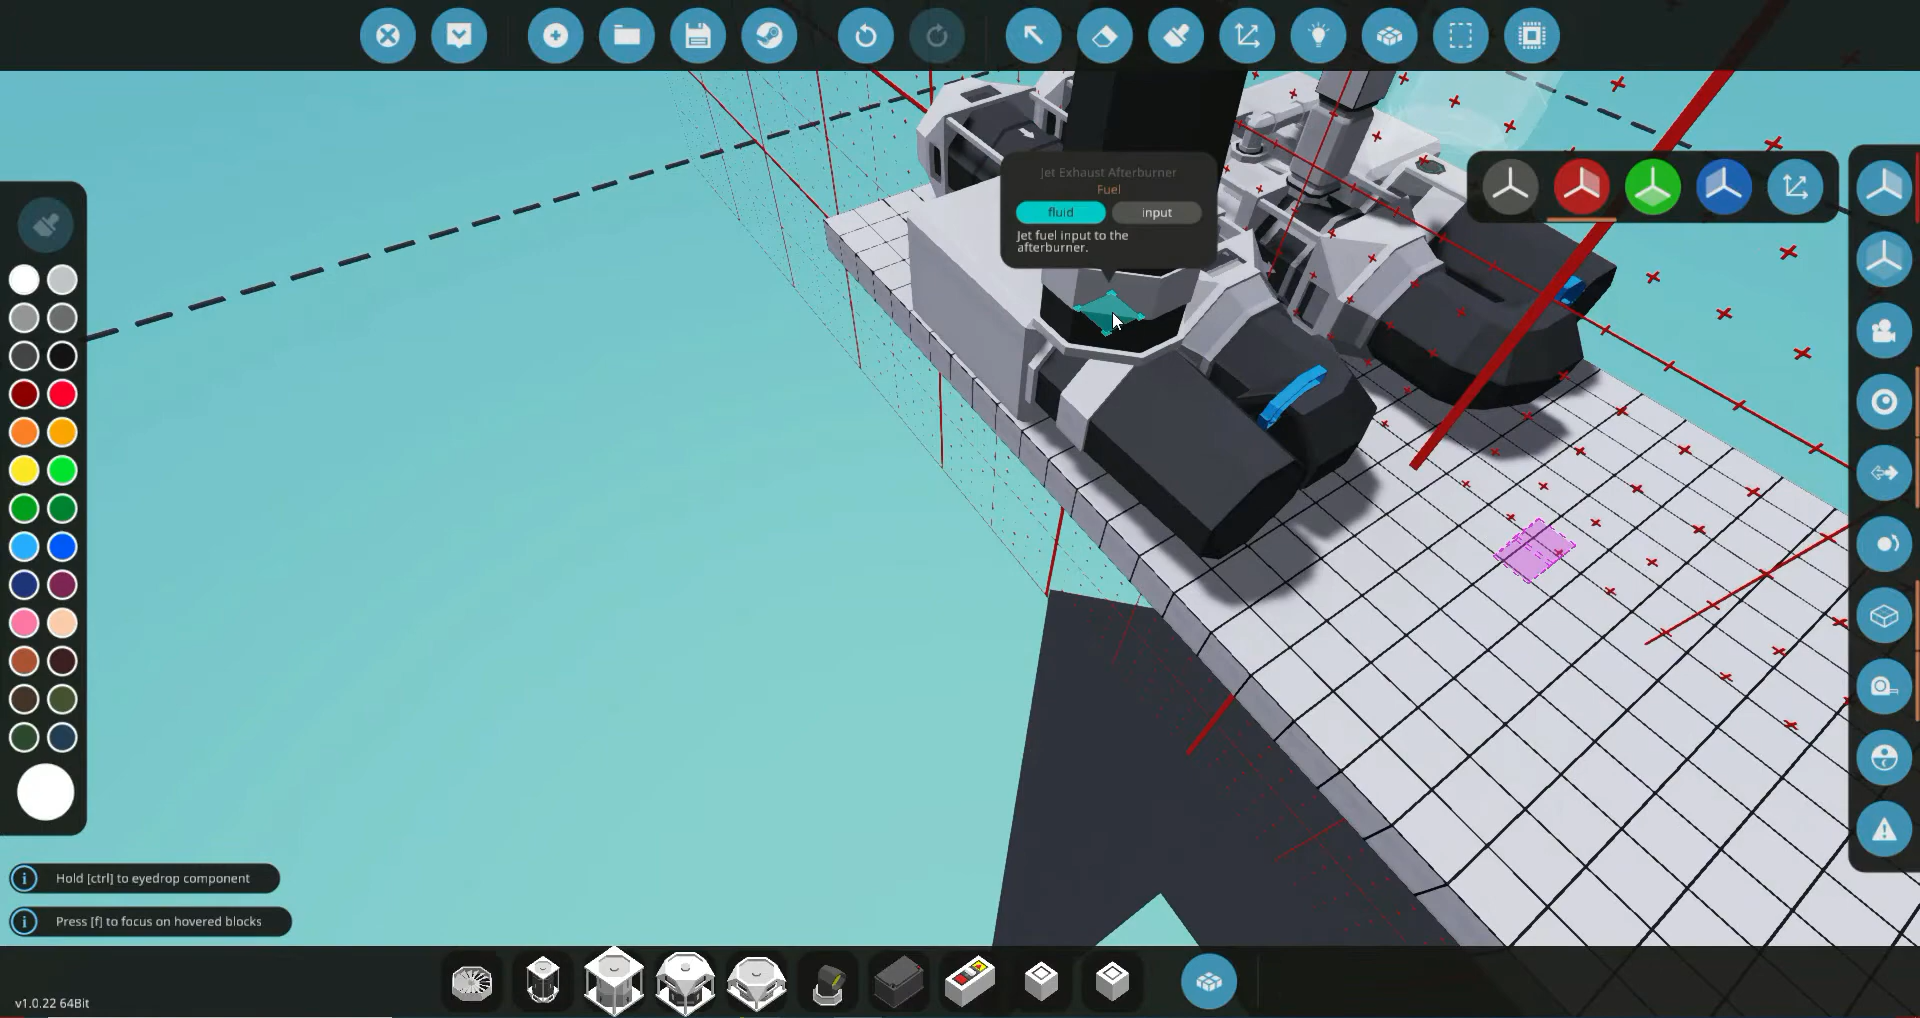 Jet Exhaust Afterburner
Fuel
fluid
input
Jet fuel input to the
afterburner.
Hold [ctrl] to eyedrop component
Press [f] to focus on hovered blocks
v1.0.22 64Bit